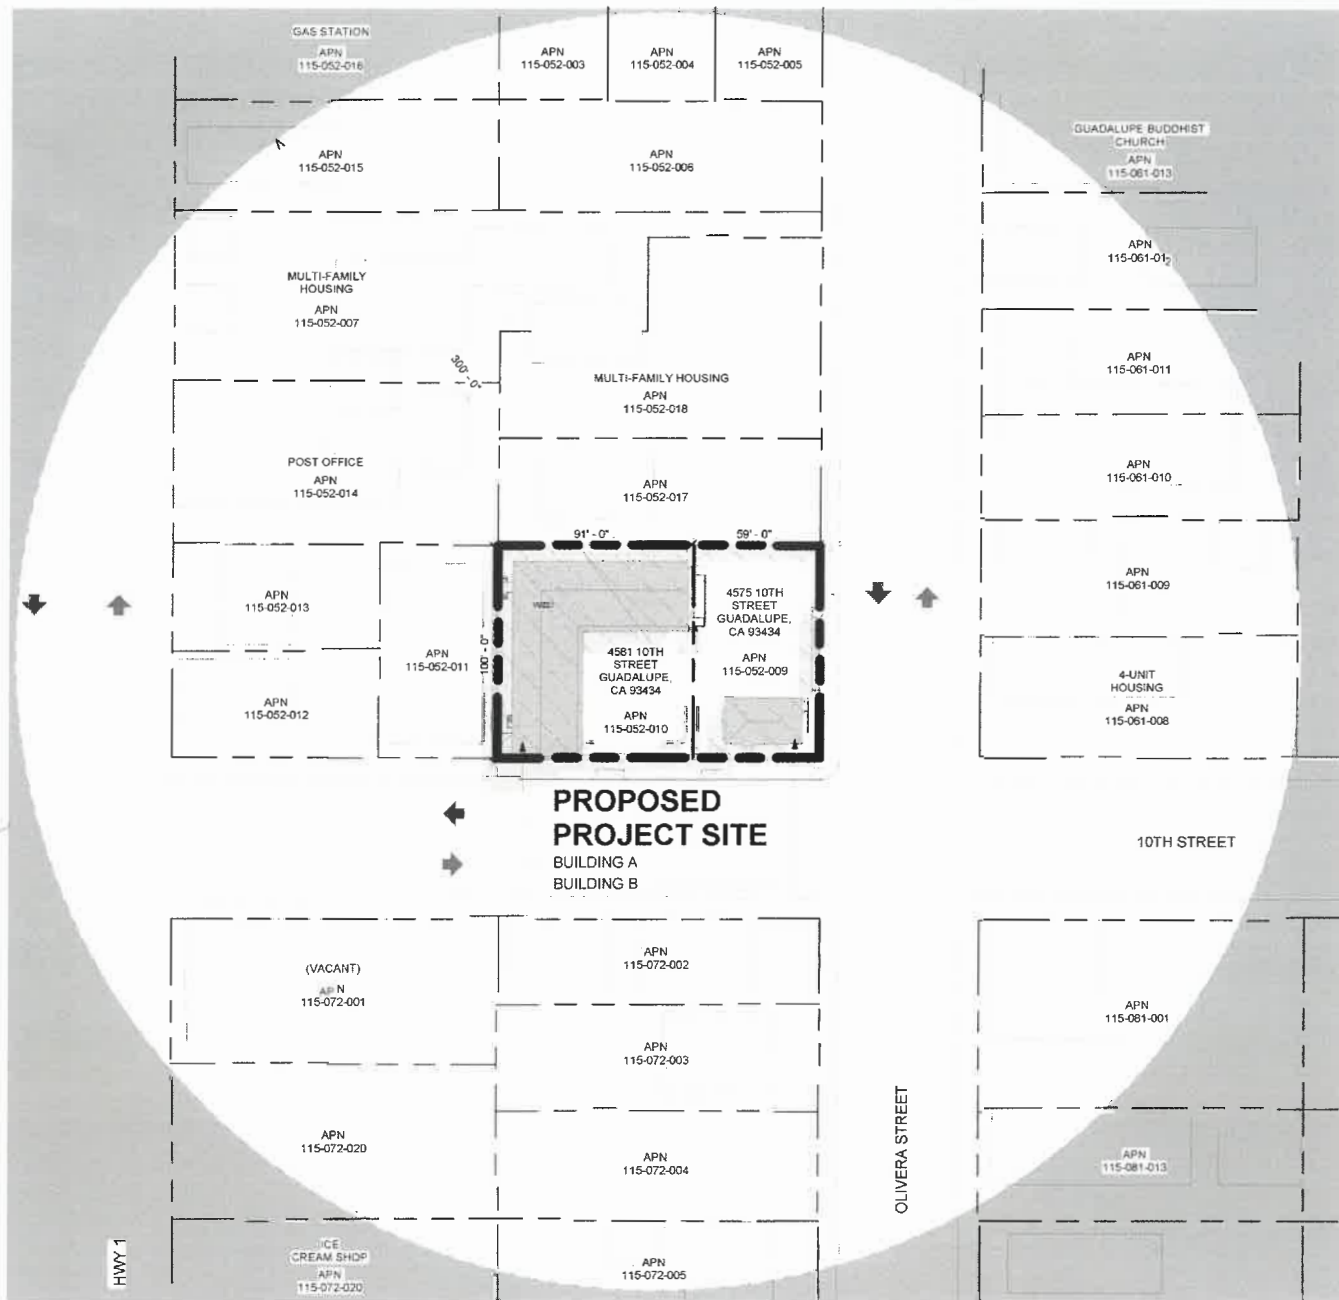 GAS STATION
APN
115-052-016
APN
115-052-003
APN
115-052-004
APN
115-052-005
GUADALUPE BUDDHIST
CHURCH
APN
115-061-013
APN
115-052-015
APN
115-052-006
APN
115-061-012
MULTI-FAMILY
HOUSING
APN
115-052-007
APN
115-061-011
300'- 0"
MULTI-FAMILY HOUSING
APN
115-052-018
POST OFFICE
APN
115-052-014
APN
115-052-017
APN
115-061-010
91' - 0"
59' - 0"
APN
115-052-013
4575 10TH
STREET
GUADALUPE,
CA 93434
APN
115-052-009
APN
115-061-009
APN
115-052-011
100' - 0"
4581 10TH
STREET
GUADALUPE,
CA 93434
APN
115-052-010
APN
115-052-012
4-UNIT
HOUSING
APN
115-061-008
PROPOSED
PROJECT SITE
BUILDING A
BUILDING B
10TH STREET
(VACANT)
APN
115-072-001
APN
115-072-002
APN
115-081-001
APN
115-072-003
APN
115-072-020
APN
115-072-004
OLIVERA STREET
APN
115-081-013
HWY 1
ICE
CREAM SHOP
APN
115-072-020
APN
115-072-005